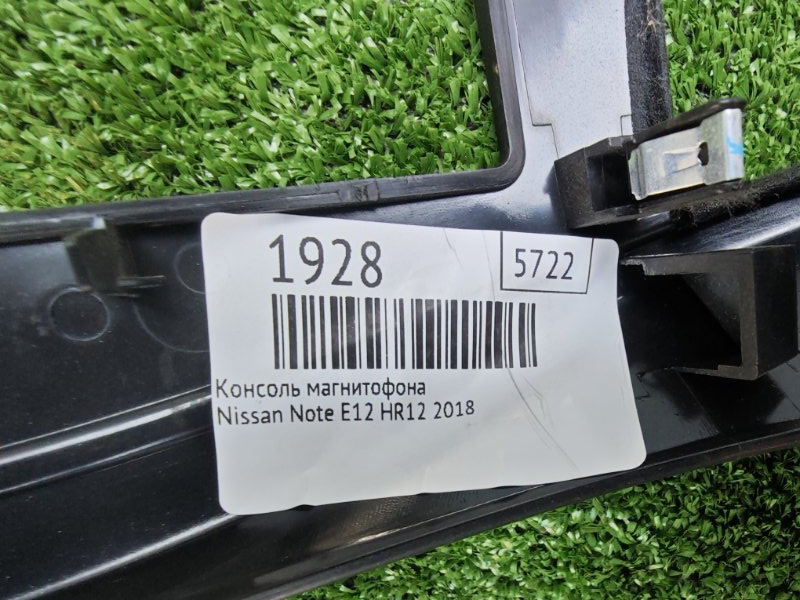 1928
5722
Консоль магнитофона
Nissan Note E12 HR12 2018